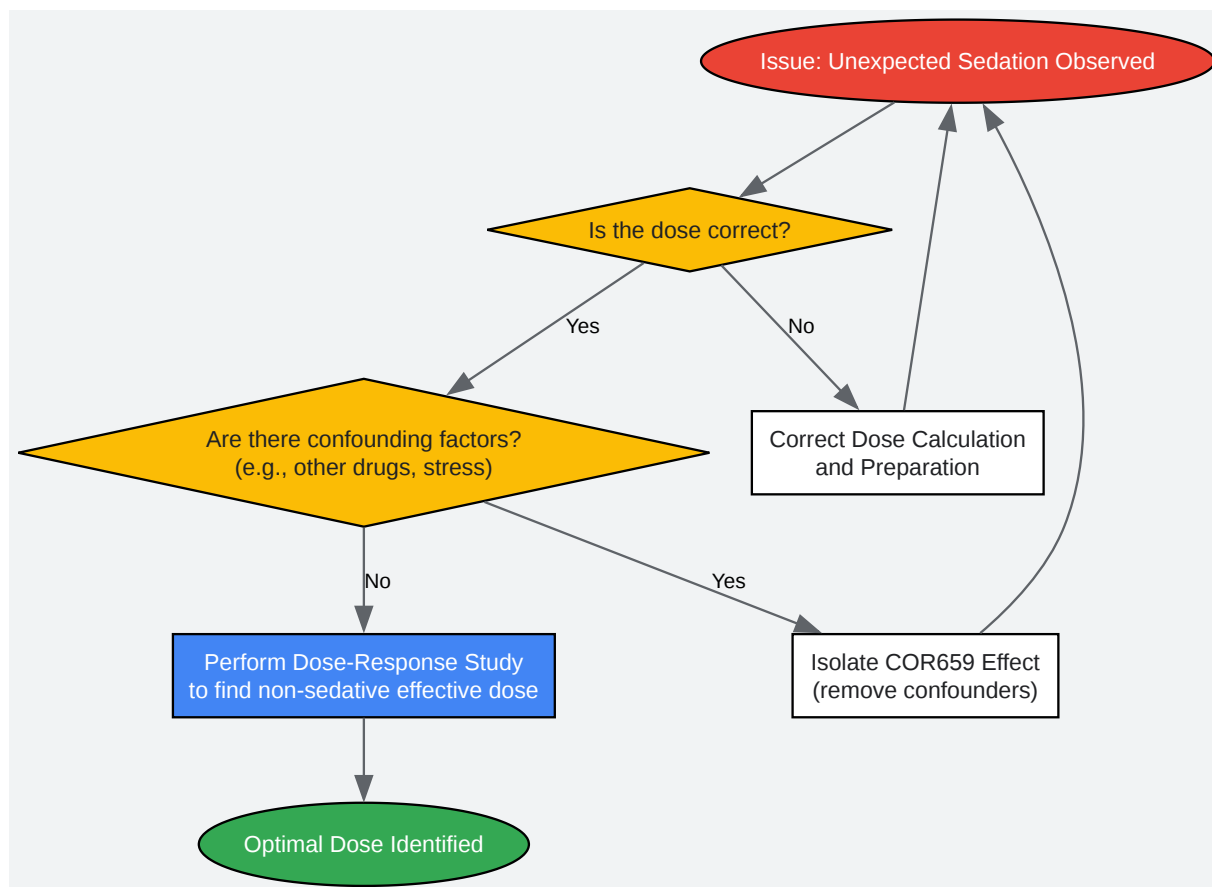 Issue: Unexpected Sedation Observed
Is the dose correct?
Yes
No
Are there confounding factors?
(e.g., other drugs, stress)
Correct Dose Calculation
and Preparation
No
Yes
Perform Dose-Response Study
to find non-sedative effective dose
Isolate COR659 Effect
(remove confounders)
Optimal Dose Identified